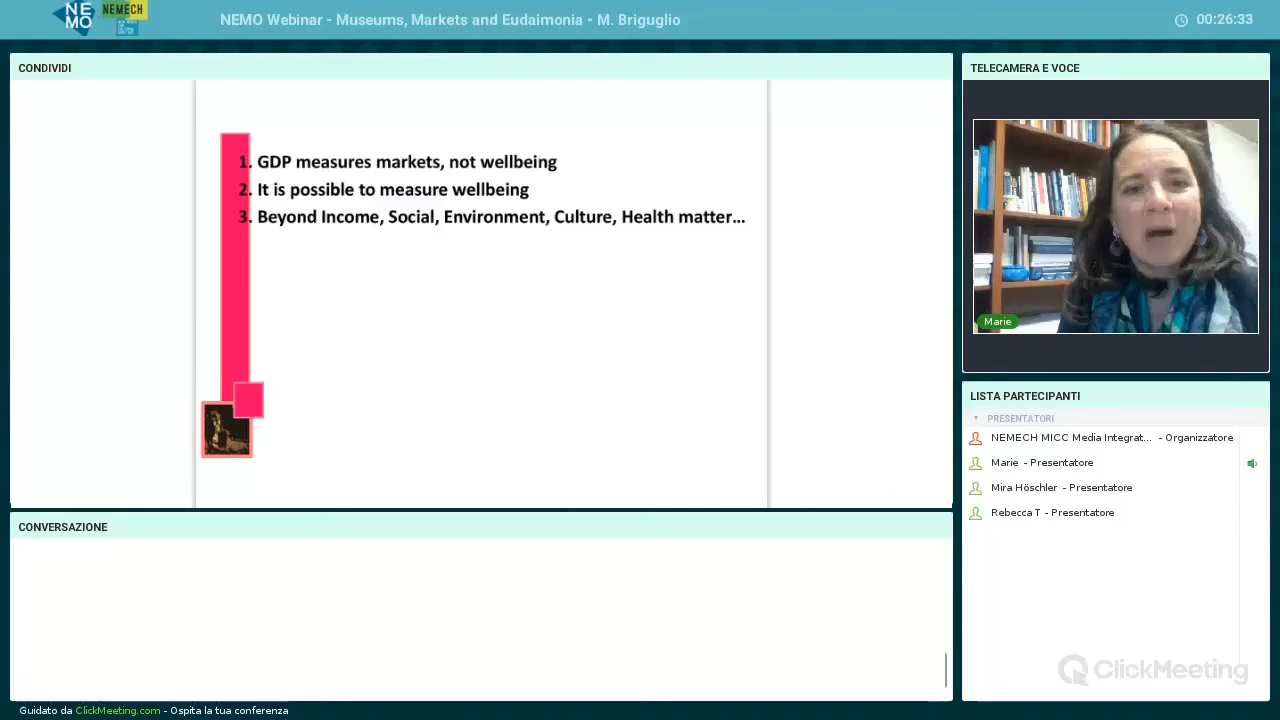 NE
MO
NEMECH
NEMO Webinar - Museums, Markets and Eudaimonia - M. Briguglio
00:26:33
CONDIVIDI
1. GDP measures markets, not wellbeing
2. It is possible to measure wellbeing
3. Beyond Income, Social, Environment, Culture, Health matter...
TELECAMERA E VOCE
Marie
LISTA PARTECIPANTI
PRESENTATORI
NEMECH MICC Media Integrat... - Organizzatore
Marie - Presentatore
Mira Höschler - Presentatore
Rebecca T - Presentatore
CONVERSAZIONE
ClickMeeting
Guidato da ClickMeeting.com - Ospita la tua conferenza